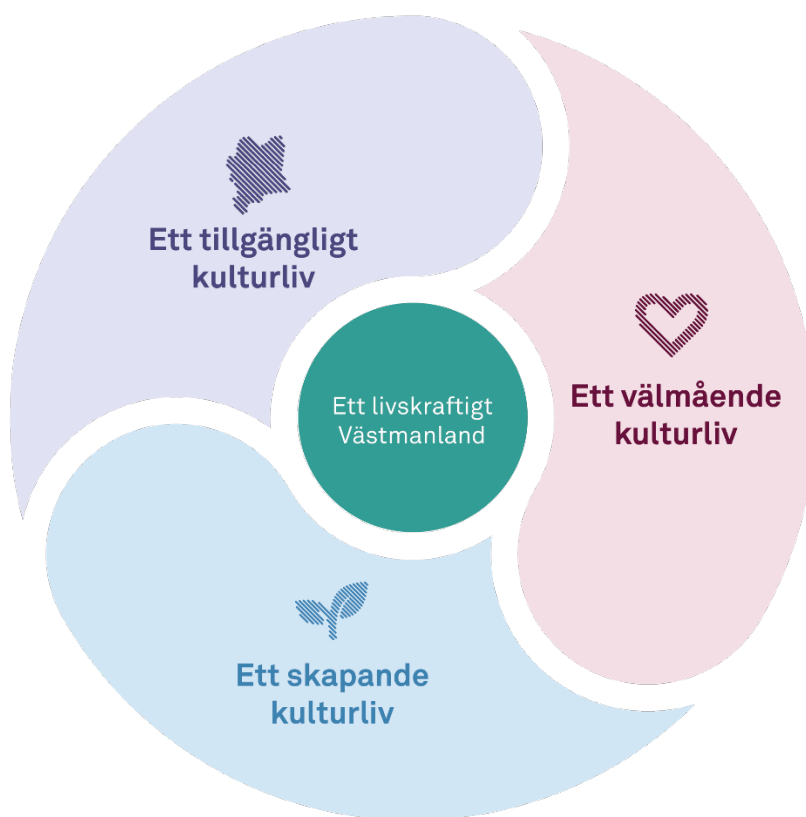 Ett tillgängligt
kulturliv
Ett välmående
kulturliv
Ett livskraftigt
Västmanland
Ett skapande
kulturliv